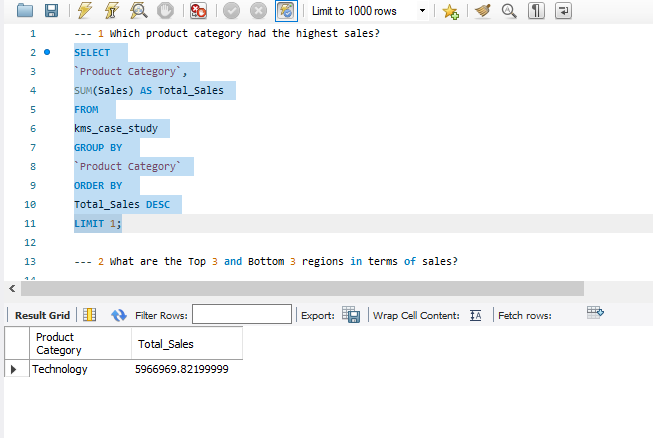 Limit to 1000 rows
1 --- 1 Which product category had the highest sales?
2 SELECT
3 `Product Category`,
4 SUM(Sales) AS Total_Sales
5 FROM
6 kms_case_study
7 GROUP BY
8 `Product Category`
9 ORDER BY
10 Total_Sales DESC
11 LIMIT 1;
12
13 --- 2 What are the Top 3 and Bottom 3 regions in terms of sales?
Result Grid Filter Rows: Export: Wrap Cell Content: Fetch rows:
Product Category Total_Sales
Technology 5966969.82199999